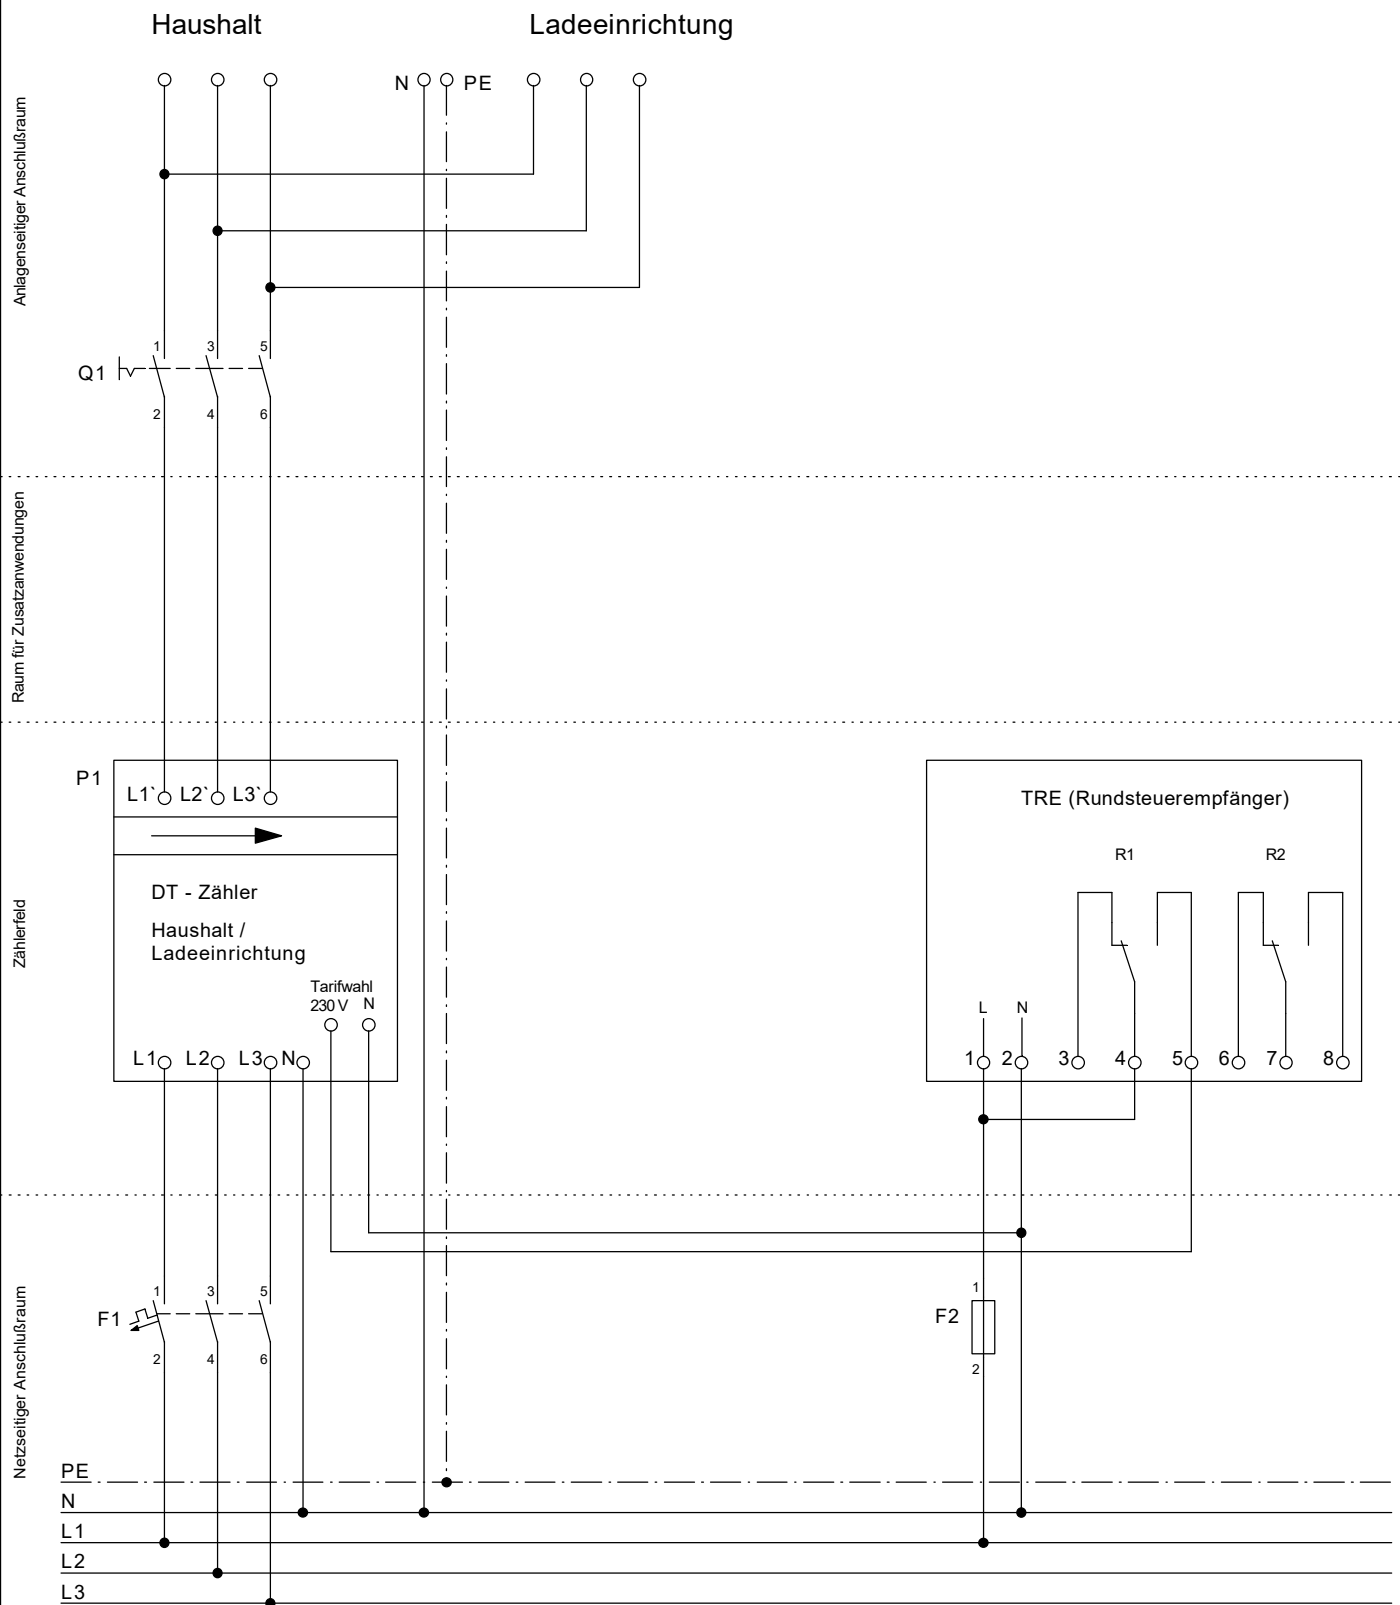 Haushalt
Ladeeinrichtung
N
PE
Anlagenseitiger Anschlußraum
1
3
5
Q1
2
4
6
Raum für Zusatzanwendungen
P1
L1`
L2`
L3`
DT - Zähler
Haushalt /
Ladeeinrichtung
Tarifwahl
230 V
N
L1
L2
L3
N
Zählerfeld
TRE (Rundsteuerempfänger)
R1
R2
L
N
1
2
3
4
5
6
7
8
Netzseitiger Anschlußraum
1
3
5
F1
2
4
6
1
F2
2
PE
N
L1
L2
L3